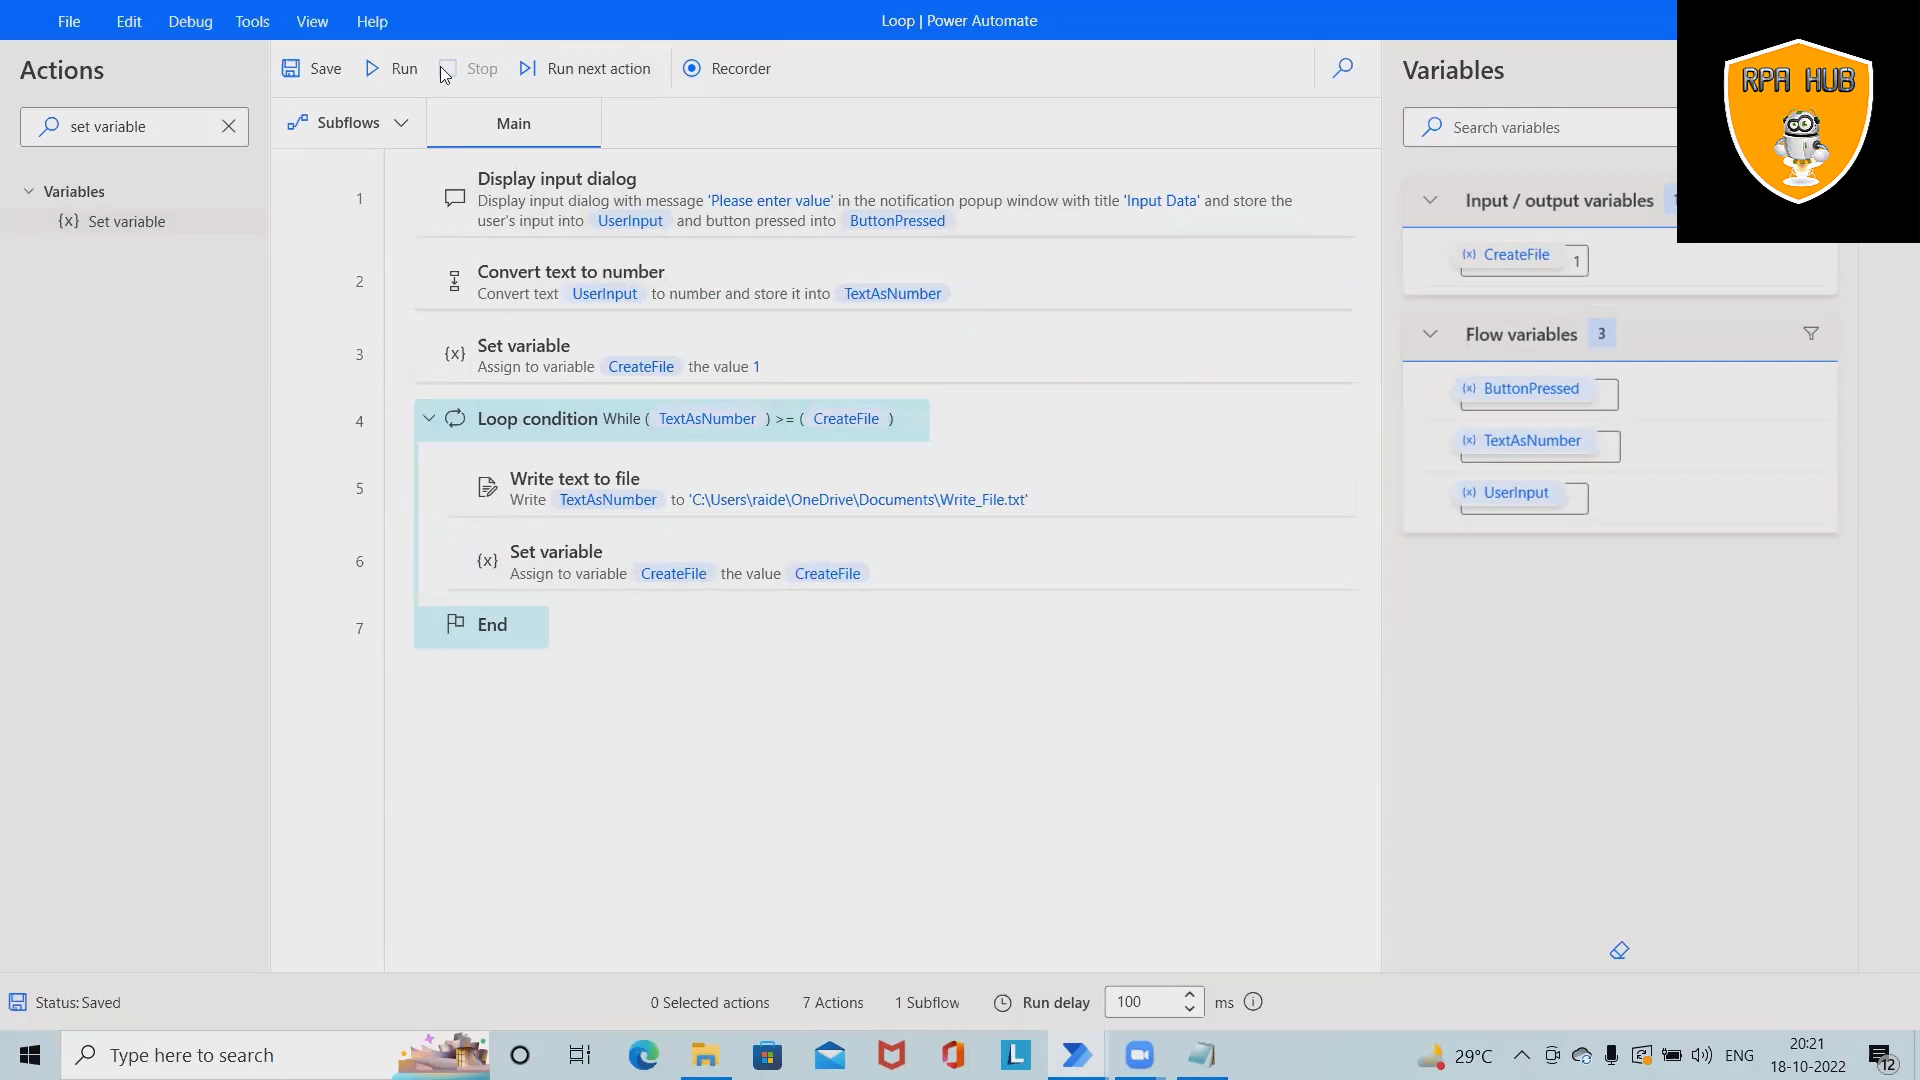 File Edit Debug Tools View Help
Loop | Power Automate
RPA HUB
Actions
Save Run Stop Run next action Recorder
Variables
set variable
Subflows Main
Search variables
Variables
{x} Set variable
1
Display input dialog
Display input dialog with message 'Please enter value' in the notification popup window with title 'Input Data' and store the
user's input into UserInput and button pressed into ButtonPressed
2
Convert text to number
Convert text UserInput to number and store it into TextAsNumber
3
{x} Set variable
Assign to variable CreateFile the value 1
4
Loop condition While ( TextAsNumber ) >= ( CreateFile )
5
Write text to file
Write TextAsNumber to 'C:\Users\raide\OneDrive\Documents\Write_File.txt'
6
{x} Set variable
Assign to variable CreateFile the value CreateFile
7
End
Input / output variables
(x) CreateFile 1
Flow variables 3
(x) ButtonPressed
(x) TextAsNumber
(x) UserInput
Status: Saved
0 Selected actions 7 Actions 1 Subflow Run delay 100 ms
Type here to search
L
29°C
ENG
20:21
18-10-2022
12